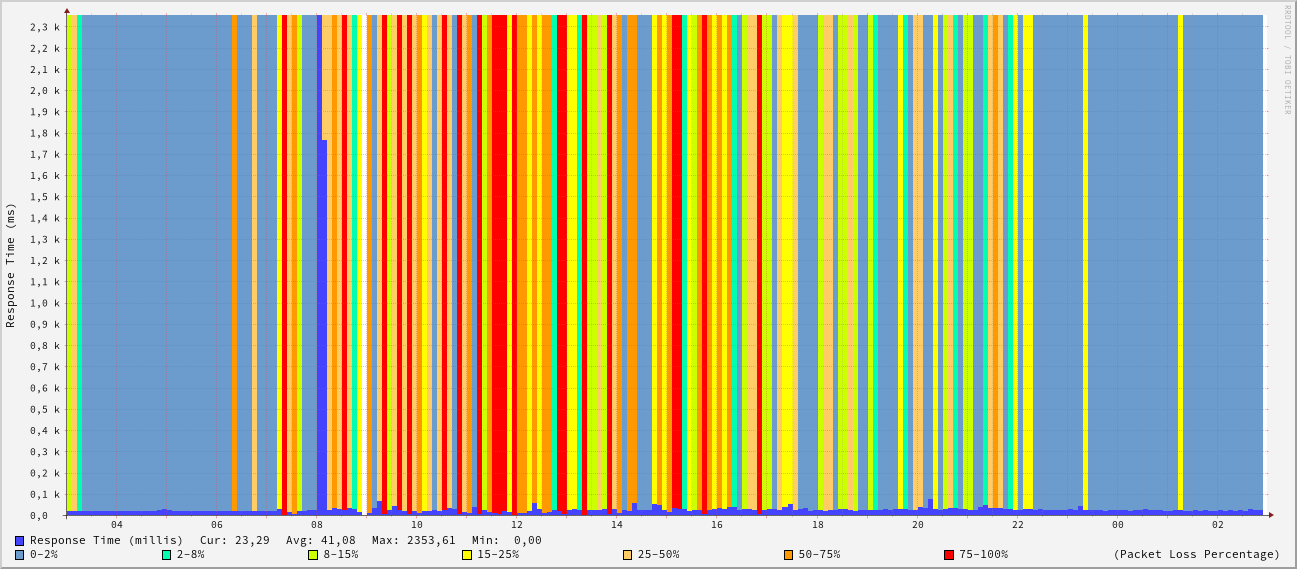 RRDTOOL / TOBI OETIKER
Response Time (ms)
2,3 k
2,2 k
2,1 k
2,0 k
1,9 k
1,8 k
1,7 k
1,6 k
1,5 k
1,4 k
1,3 k
1,2 k
1,1 k
1,0 k
0,9 k
0,8 k
0,7 k
0,6 k
0,5 k
0,4 k
0,3 k
0,2 k
0,1 k
0,0
04 06 08 10 12 14 16 18 20 22 00 02
Response Time (millis) Cur: 23,29 Avg: 41,08 Max: 2353,61 Min: 0,00
0-2% 2-8% 8-15% 15-25% 25-50% 50-75% 75-100% (Packet Loss Percentage)